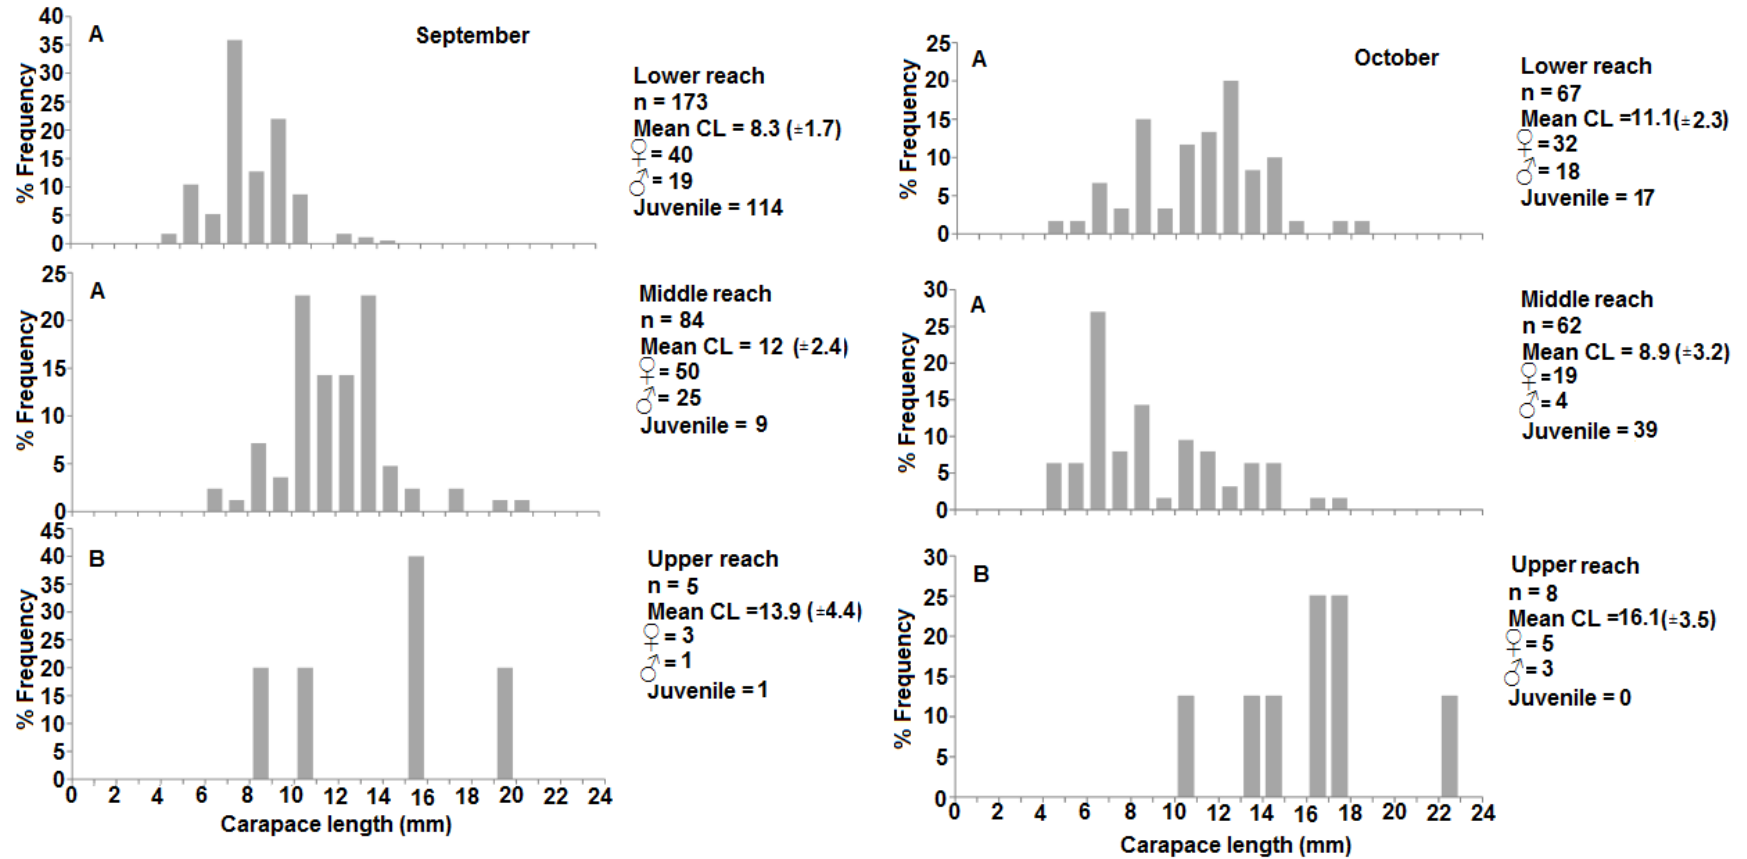 A
September
40
35
30
25
20
15
10
5
0
% Frequency
Lower reach
n = 173
Mean CL = 8.3 (±1.7)
♀ = 40
♂ = 19
Juvenile = 114
A
25
20
15
10
5
0
% Frequency
Middle reach
n = 84
Mean CL = 12 (±2.4)
♀ = 50
♂ = 25
Juvenile = 9
B
45
40
35
30
25
20
15
10
5
0
% Frequency
Upper reach
n = 5
Mean CL =13.9 (±4.4)
♀ = 3
♂ = 1
Juvenile = 1
0 2 4 6 8 10 12 14 16 18 20 22 24
Carapace length (mm)
A
October
25
20
15
10
5
0
% Frequency
Lower reach
n = 67
Mean CL =11.1(±2.3)
♀ = 32
♂ = 18
Juvenile = 17
A
30
25
20
15
10
5
0
% Frequency
Middle reach
n = 62
Mean CL = 8.9 (±3.2)
♀ =19
♂ = 4
Juvenile = 39
B
30
25
20
15
10
5
0
% Frequency
Upper reach
n = 8
Mean CL =16.1(±3.5)
♀ = 5
♂ = 3
Juvenile = 0
0 2 4 6 8 10 12 14 16 18 20 22 24
Carapace length (mm)